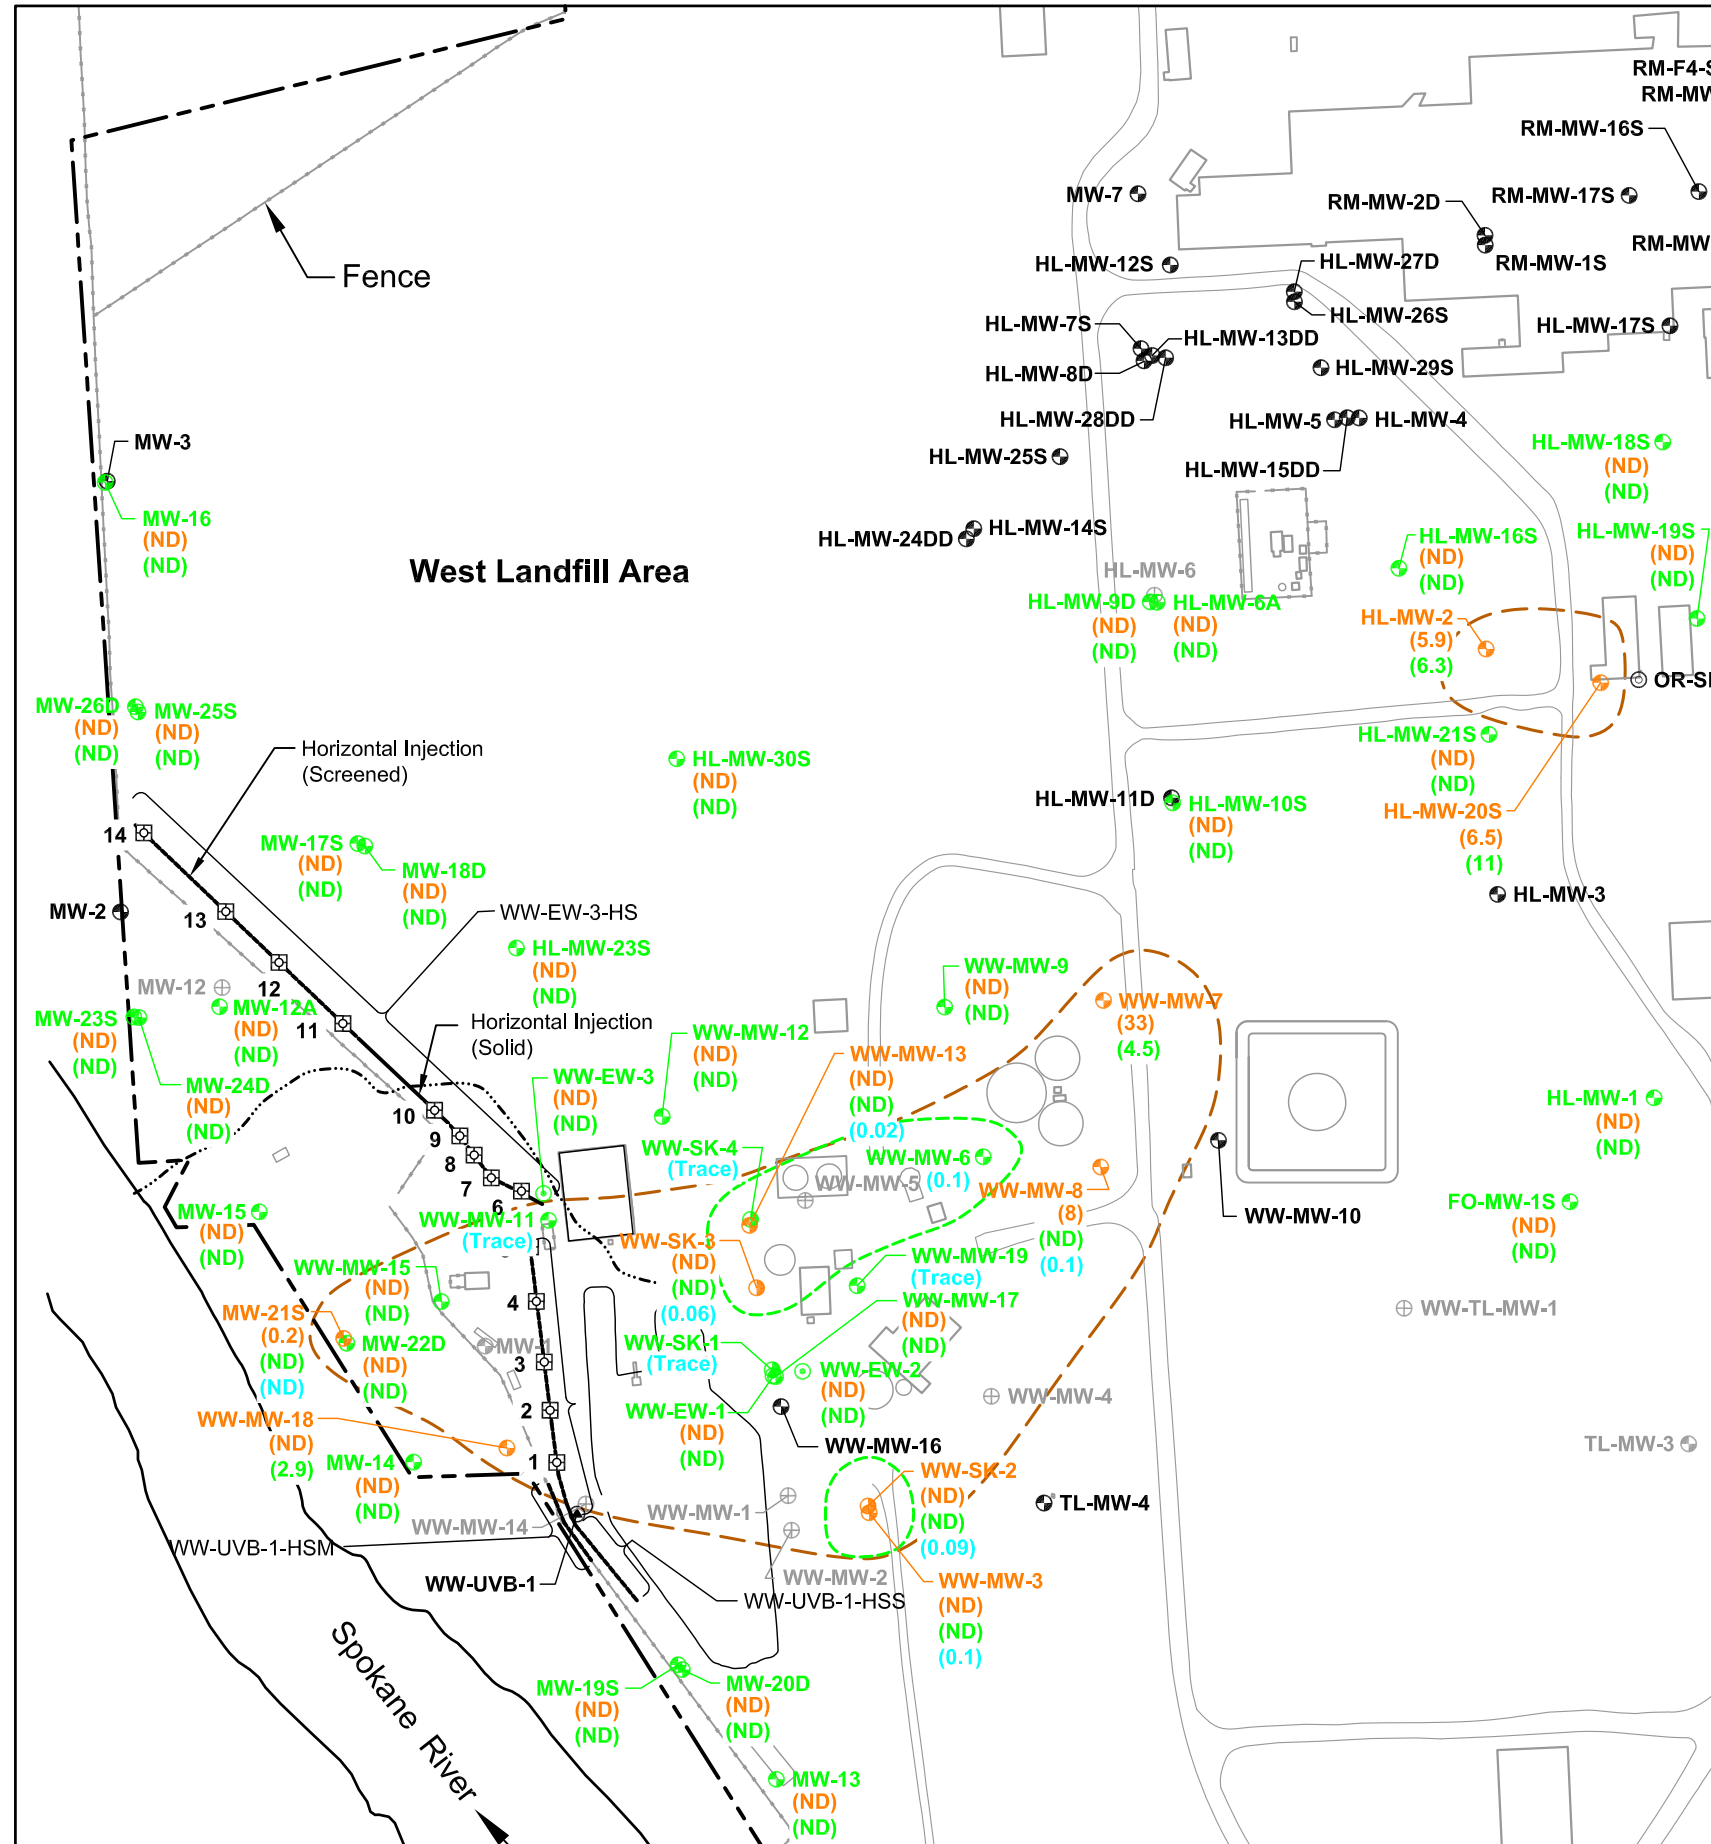 RM-F4-S
RM-MW
RM-MW-16S
MW-7
RM-MW-2D
RM-MW-17S
RM-MW
RM-MW-1S
HL-MW-12S
HL-MW-27D
Fence
HL-MW-26S
HL-MW-7S
HL-MW-13DD
HL-MW-17S
HL-MW-8D
HL-MW-29S
HL-MW-28DD
HL-MW-5
HL-MW-4
MW-3
HL-MW-25S
HL-MW-15DD
HL-MW-18S
(ND)
(ND)
MW-16
(ND)
(ND)
HL-MW-24DD
HL-MW-14S
HL-MW-16S
(ND)
(ND)
HL-MW-19S
(ND)
(ND)
West Landfill Area
HL-MW-6
HL-MW-9D
(ND)
(ND)
HL-MW-6A
(ND)
(ND)
HL-MW-2
(5.9)
(6.3)
OR-S
MW-26D
(ND)
(ND)
MW-25S
(ND)
(ND)
Horizontal Injection
(Screened)
HL-MW-30S
(ND)
(ND)
HL-MW-21S
(ND)
(ND)
HL-MW-11D
HL-MW-10S
(ND)
(ND)
HL-MW-20S
(6.5)
(11)
14
MW-17S
(ND)
(ND)
MW-18D
(ND)
(ND)
HL-MW-3
MW-2
13
WW-EW-3-HS
HL-MW-23S
(ND)
(ND)
12
MW-12
MW-12A
(ND)
(ND)
MW-23S
(ND)
(ND)
11
Horizontal Injection
(Solid)
WW-MW-9
(ND)
(ND)
WW-MW-7
(33)
(4.5)
WW-MW-12
(ND)
(ND)
WW-MW-13
(ND)
(ND)
(0.02)
MW-24D
(ND)
(ND)
WW-EW-3
(ND)
(ND)
10
9
8
7
6
WW-SK-4
(Trace)
WW-MW-6
(0.1)
WW-MW-5
WW-MW-8
(8)
(ND)
(0.1)
HL-MW-1
(ND)
(ND)
WW-MW-10
FO-MW-1S
(ND)
(ND)
MW-15
(ND)
(ND)
WW-MW-11
(Trace)
WW-SK-3
(ND)
(ND)
(0.06)
WW-MW-19
(Trace)
WW-MW-15
(ND)
(ND)
4
WW-MW-17
(ND)
(ND)
WW-TL-MW-1
MW-21S
(0.2)
(ND)
(ND)
MW-22D
(ND)
(ND)
MW-1
3
WW-SK-1
(Trace)
WW-EW-2
(ND)
(ND)
WW-MW-4
2
WW-EW-1
(ND)
(ND)
WW-MW-18
(ND)
(2.9)
WW-MW-16
TL-MW-3
MW-14
(ND)
(ND)
1
WW-SK-2
(ND)
(ND)
(0.09)
WW-MW-1
TL-MW-4
WW-MW-14
WW-UVB-1-HSM
WW-MW-2
WW-UVB-1
WW-UVB-1-HSS
WW-MW-3
(ND)
(ND)
(0.1)
Spokane River
MW-19S
(ND)
(ND)
MW-20D
(ND)
(ND)
MW-13
(ND)
(ND)